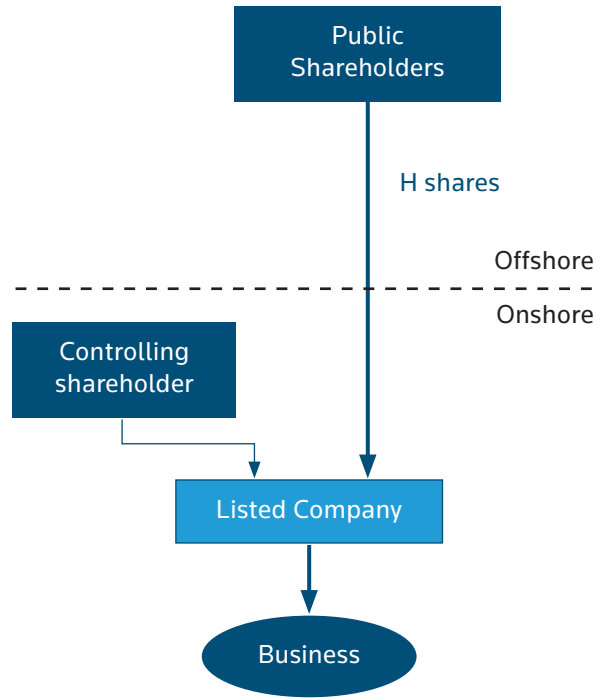 Public
Shareholders
H shares
Offshore
Onshore
Controlling
shareholder
Listed Company
Business